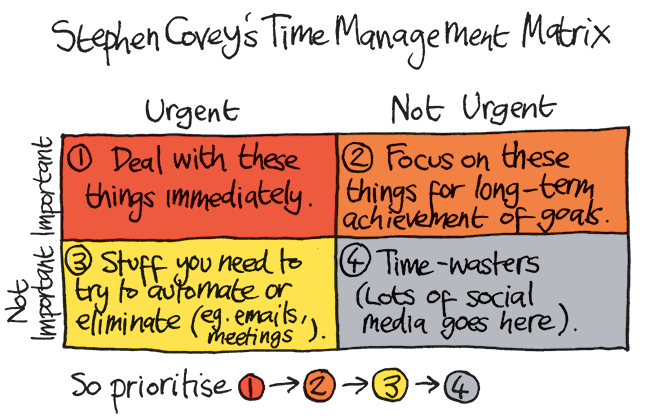 Stephen Covey's Time Management Matrix
Urgent
Not Urgent
Important
① Deal with these
things immediately.
② Focus on these
things for long-term
achievement of goals.
Not
Important
③ Stuff you need to
try to automate or
eliminate (eg. emails,
meetings).
④ Time-wasters
(Lots of social
media goes here).
So prioritise ① → ② → ③ → ④